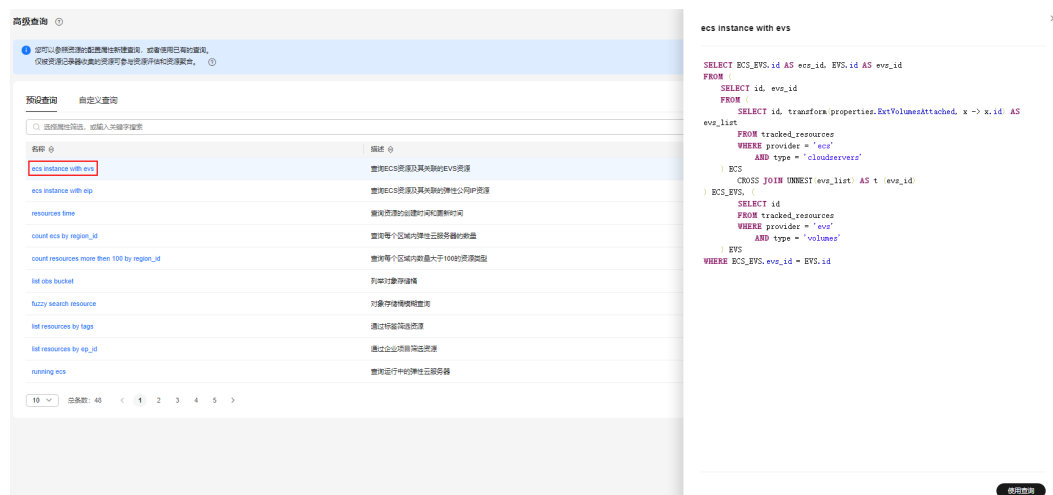 高级查询
您可以参照资源的配置属性新建查询，或者使用已有的查询。
仅被资源记录器收集的资源可参与资源评估和资源聚合。
预设查询 自定义查询
选择属性筛选，或输入关键字搜索
名称 描述
ecs instance with evs 查询ECS资源及其关联的EVS资源
ecs instance with eip 查询ECS资源及其关联的弹性公网IP资源
resources time 查询资源的创建时间和更新时间
count ecs by region_id 查询每个区域内弹性云服务器的数量
count resources more then 100 by region_id 查询每个区域内数量大于100的资源类型
list obs bucket 列举对象存储桶
fuzzy search resource 对象存储桶模糊查询
list resources by tags 通过标签筛选资源
list resources by ep_id 通过企业项目筛选资源
running ecs 查询运行中的弹性云服务器
10 总条数：48 < 1 2 3 4 5 >
ecs instance with evs
SELECT ECS_EVS.id AS ecs_id, EVS.id AS evs_id
FROM (
SELECT id, evs_id
FROM (
SELECT id, transform(properties.ExtVolumesAttached, x -> x.id) AS
evs_list
FROM tracked_resources
WHERE provider = 'ecs'
AND type = 'cloudservers'
) ECS
CROSS JOIN UNNEST(evs_list) AS t (evs_id)
) ECS_EVS, (
SELECT id
FROM tracked_resources
WHERE provider = 'evs'
AND type = 'volumes'
) EVS
WHERE ECS_EVS.evs_id = EVS.id
使用查询